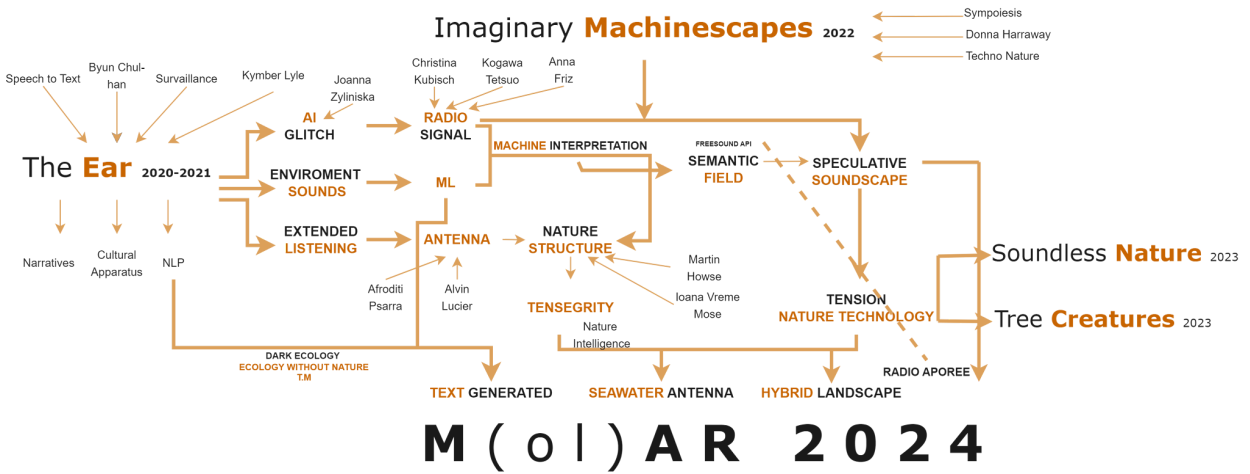 Imaginary Machinescapes 2022
Sympoiesis
Donna Harraway
Techno Nature
Speech to Text
Byun Chul-
han
Survaillance
Kymber Lyle
Joanna
Zyliniska
Christina
Kubisch
Kogawa
Tetsuo
Anna
Friz
AI
GLITCH
RADIO
SIGNAL
MACHINE INTERPRETATION
FREESOUND API
SEMANTIC
FIELD
SPECULATIVE
SOUNDSCAPE
The Ear 2020-2021
ENVIROMENT
SOUNDS
ML
EXTENDED
LISTENING
ANTENNA
NATURE
STRUCTURE
Narratives
Cultural
Apparatus
NLP
Afroditi
Psarra
Alvin
Lucier
Martin
Howse
Ioana Vreme
Mose
TENSEGRITY
Nature
Intelligence
TENSION
NATURE TECHNOLOGY
Soundless Nature 2023
Tree Creatures 2023
DARK ECOLOGY
ECOLOGY WITHOUT NATURE
T.M
RADIO APOREE
TEXT GENERATED
SEAWATER ANTENNA
HYBRID LANDSCAPE
M(ol)AR 2024